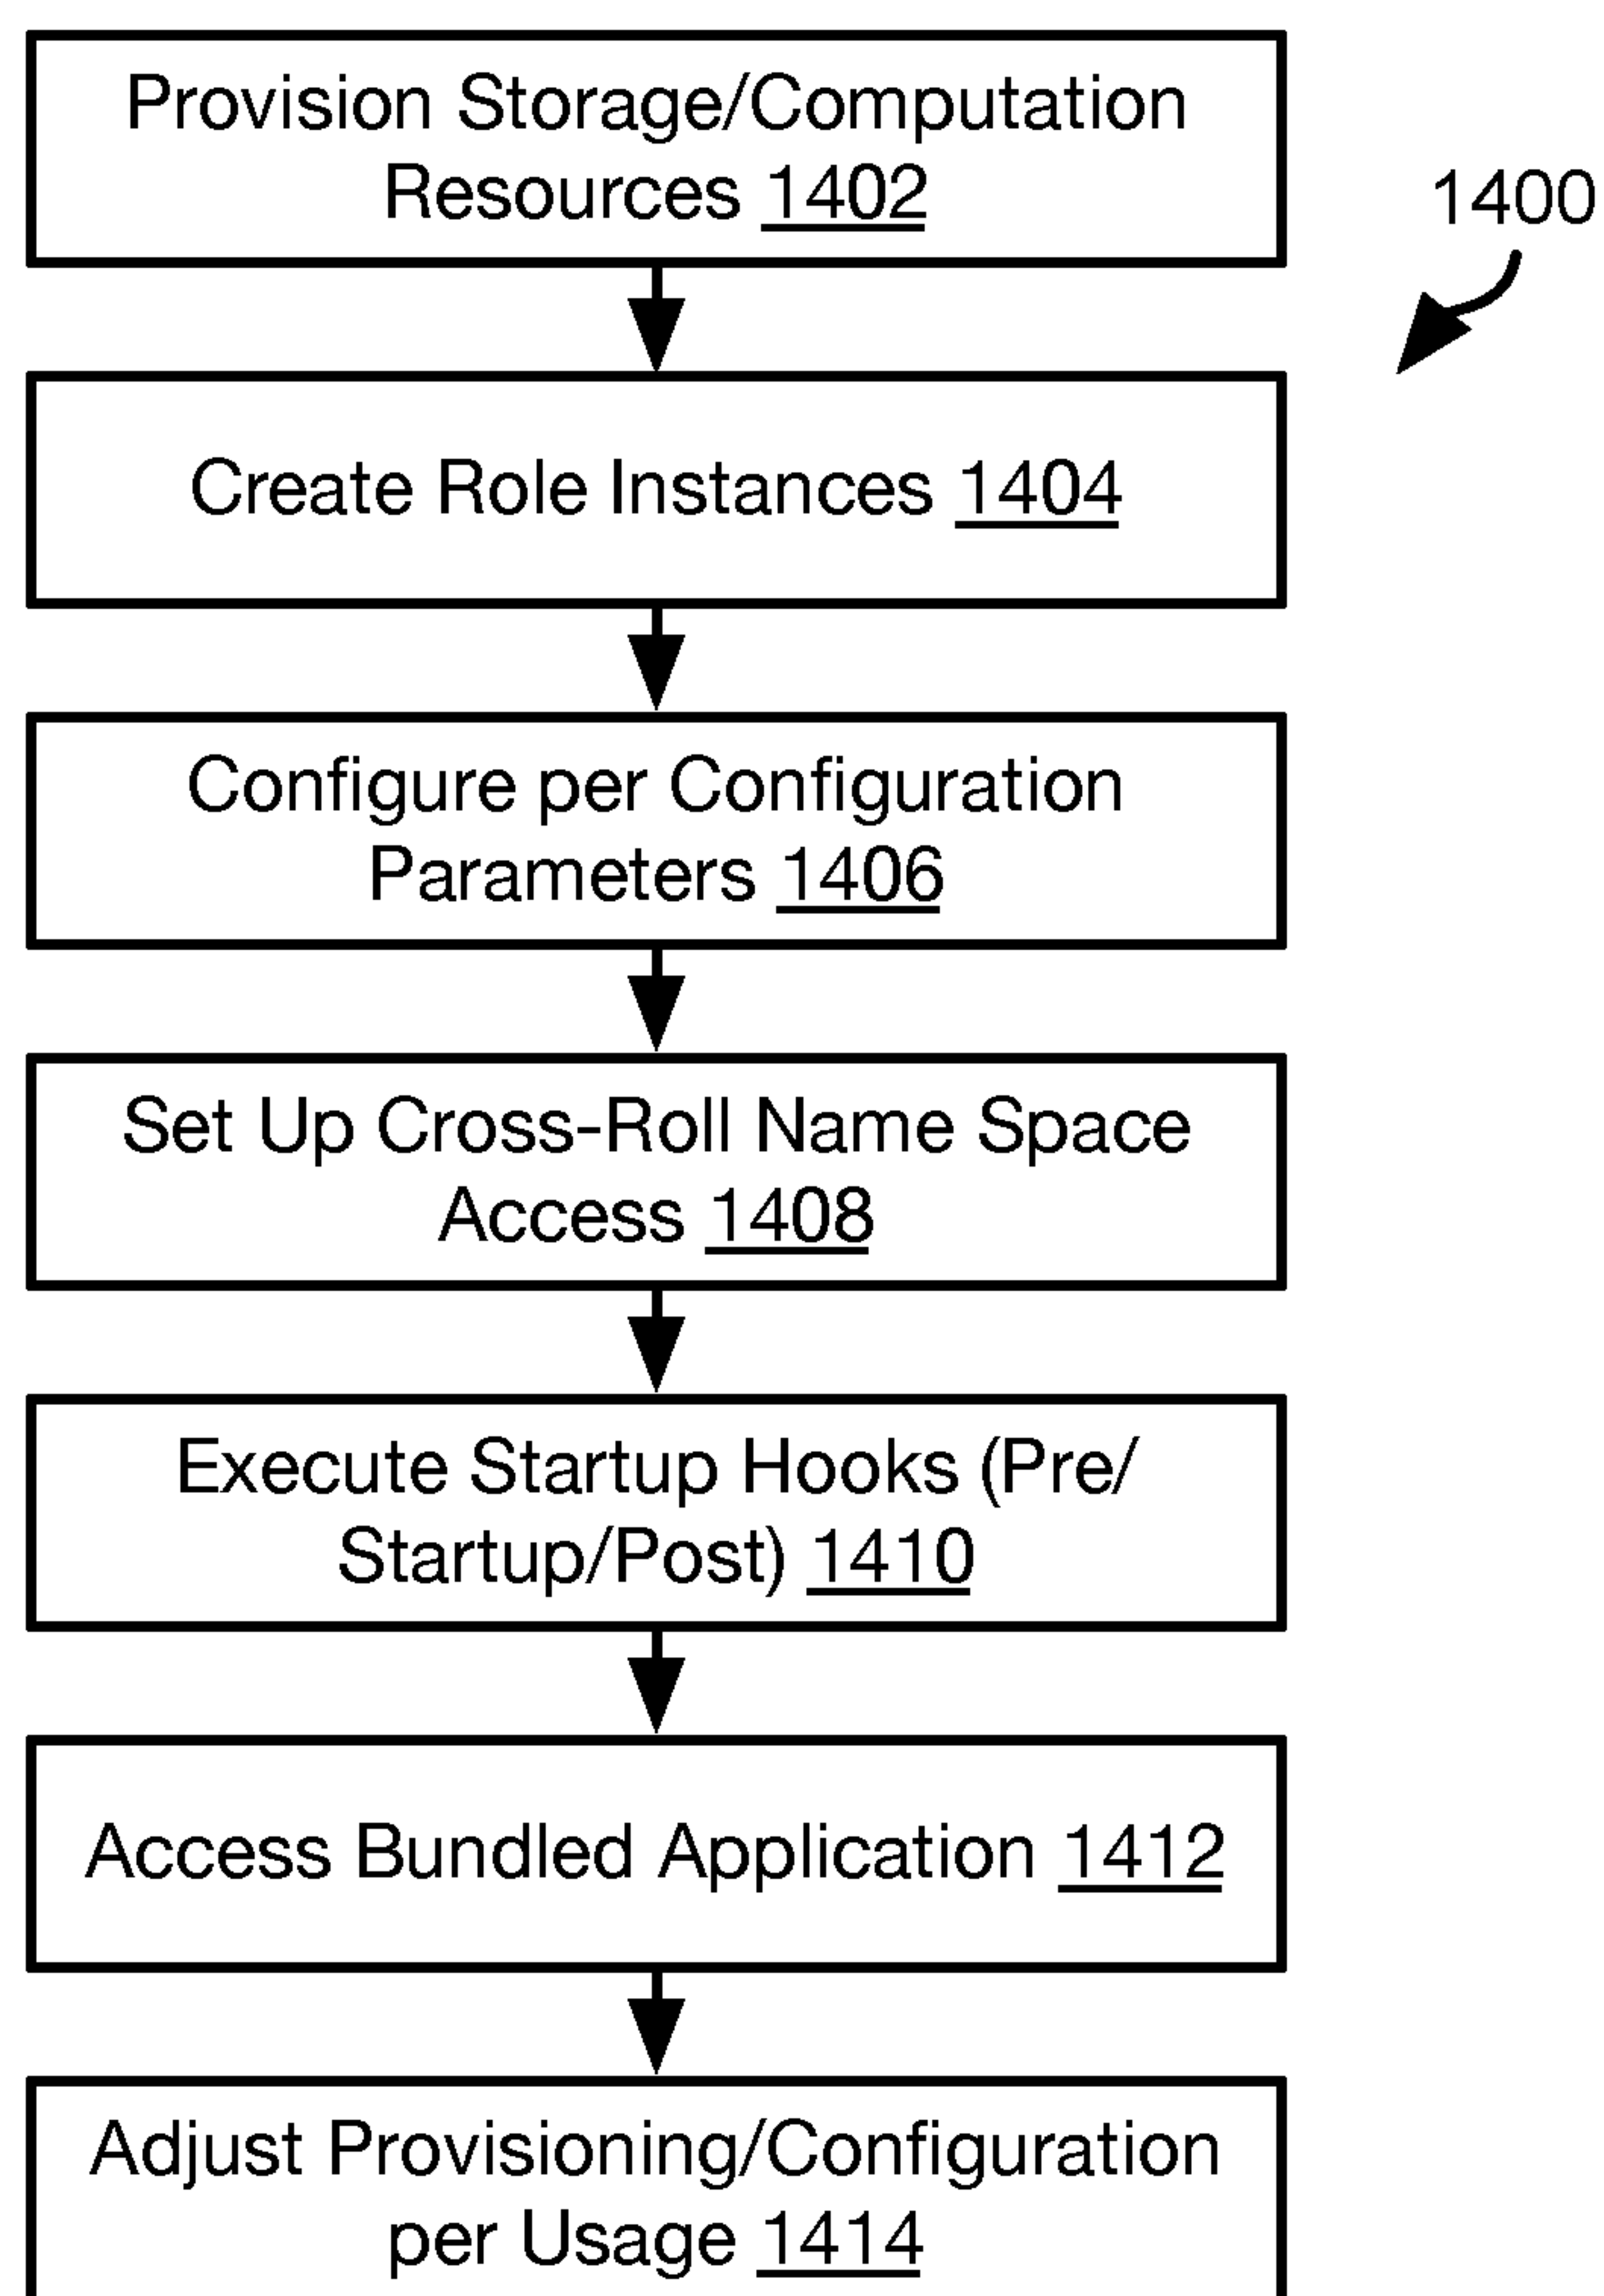 Provision Storage/Computation
Resources 1402
1400
Create Role Instances 1404
Configure per Configuration
Parameters 1406
Set Up Cross-Roll Name Space
Access 1408
Execute Startup Hooks (Pre/
Startup/Post) 1410
Access Bundled Application 1412
Adjust Provisioning/Configuration
per Usage 1414